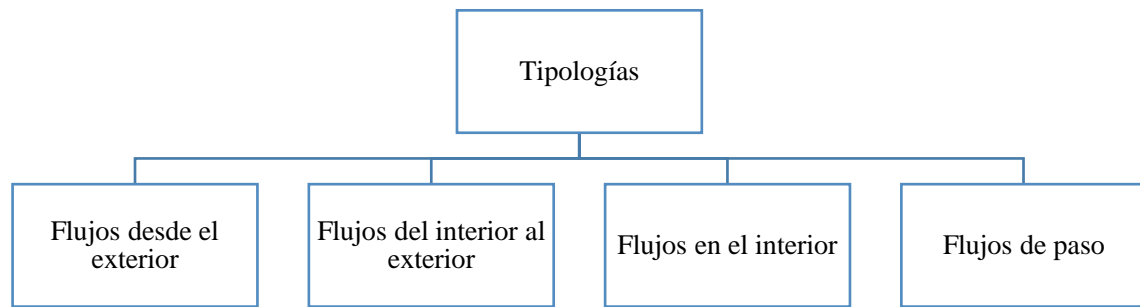 Tipologías
Flujos desde el
exterior
Flujos del interior al
exterior
Flujos en el interior
Flujos de paso